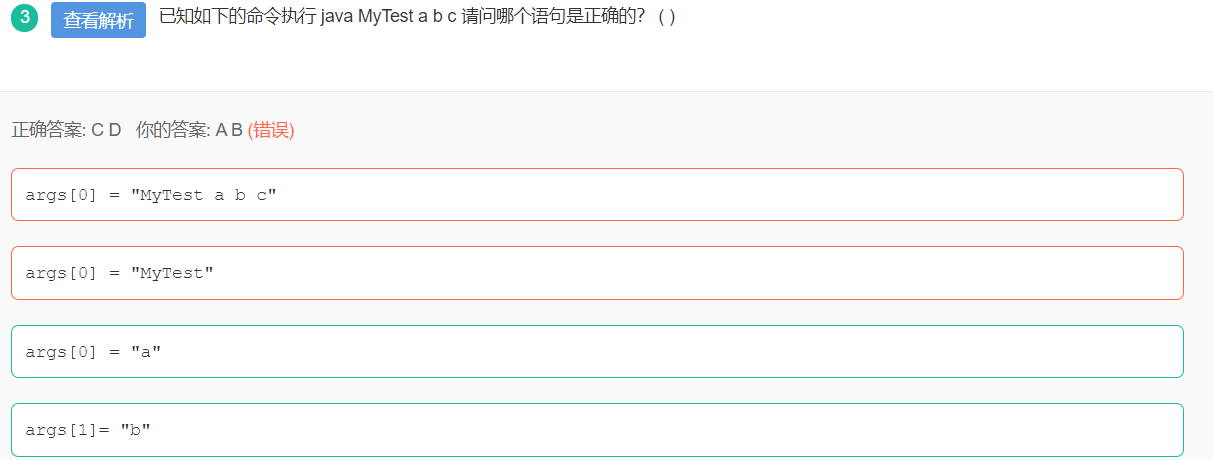 3 查看解析 已知如下的命令执行 java MyTest a b c 请问哪个语句是正确的? ( )
正确答案: C D 你的答案: A B (错误)
args[0] = "MyTest a b c"
args[0] = "MyTest"
args[0] = "a"
args[1]= "b"